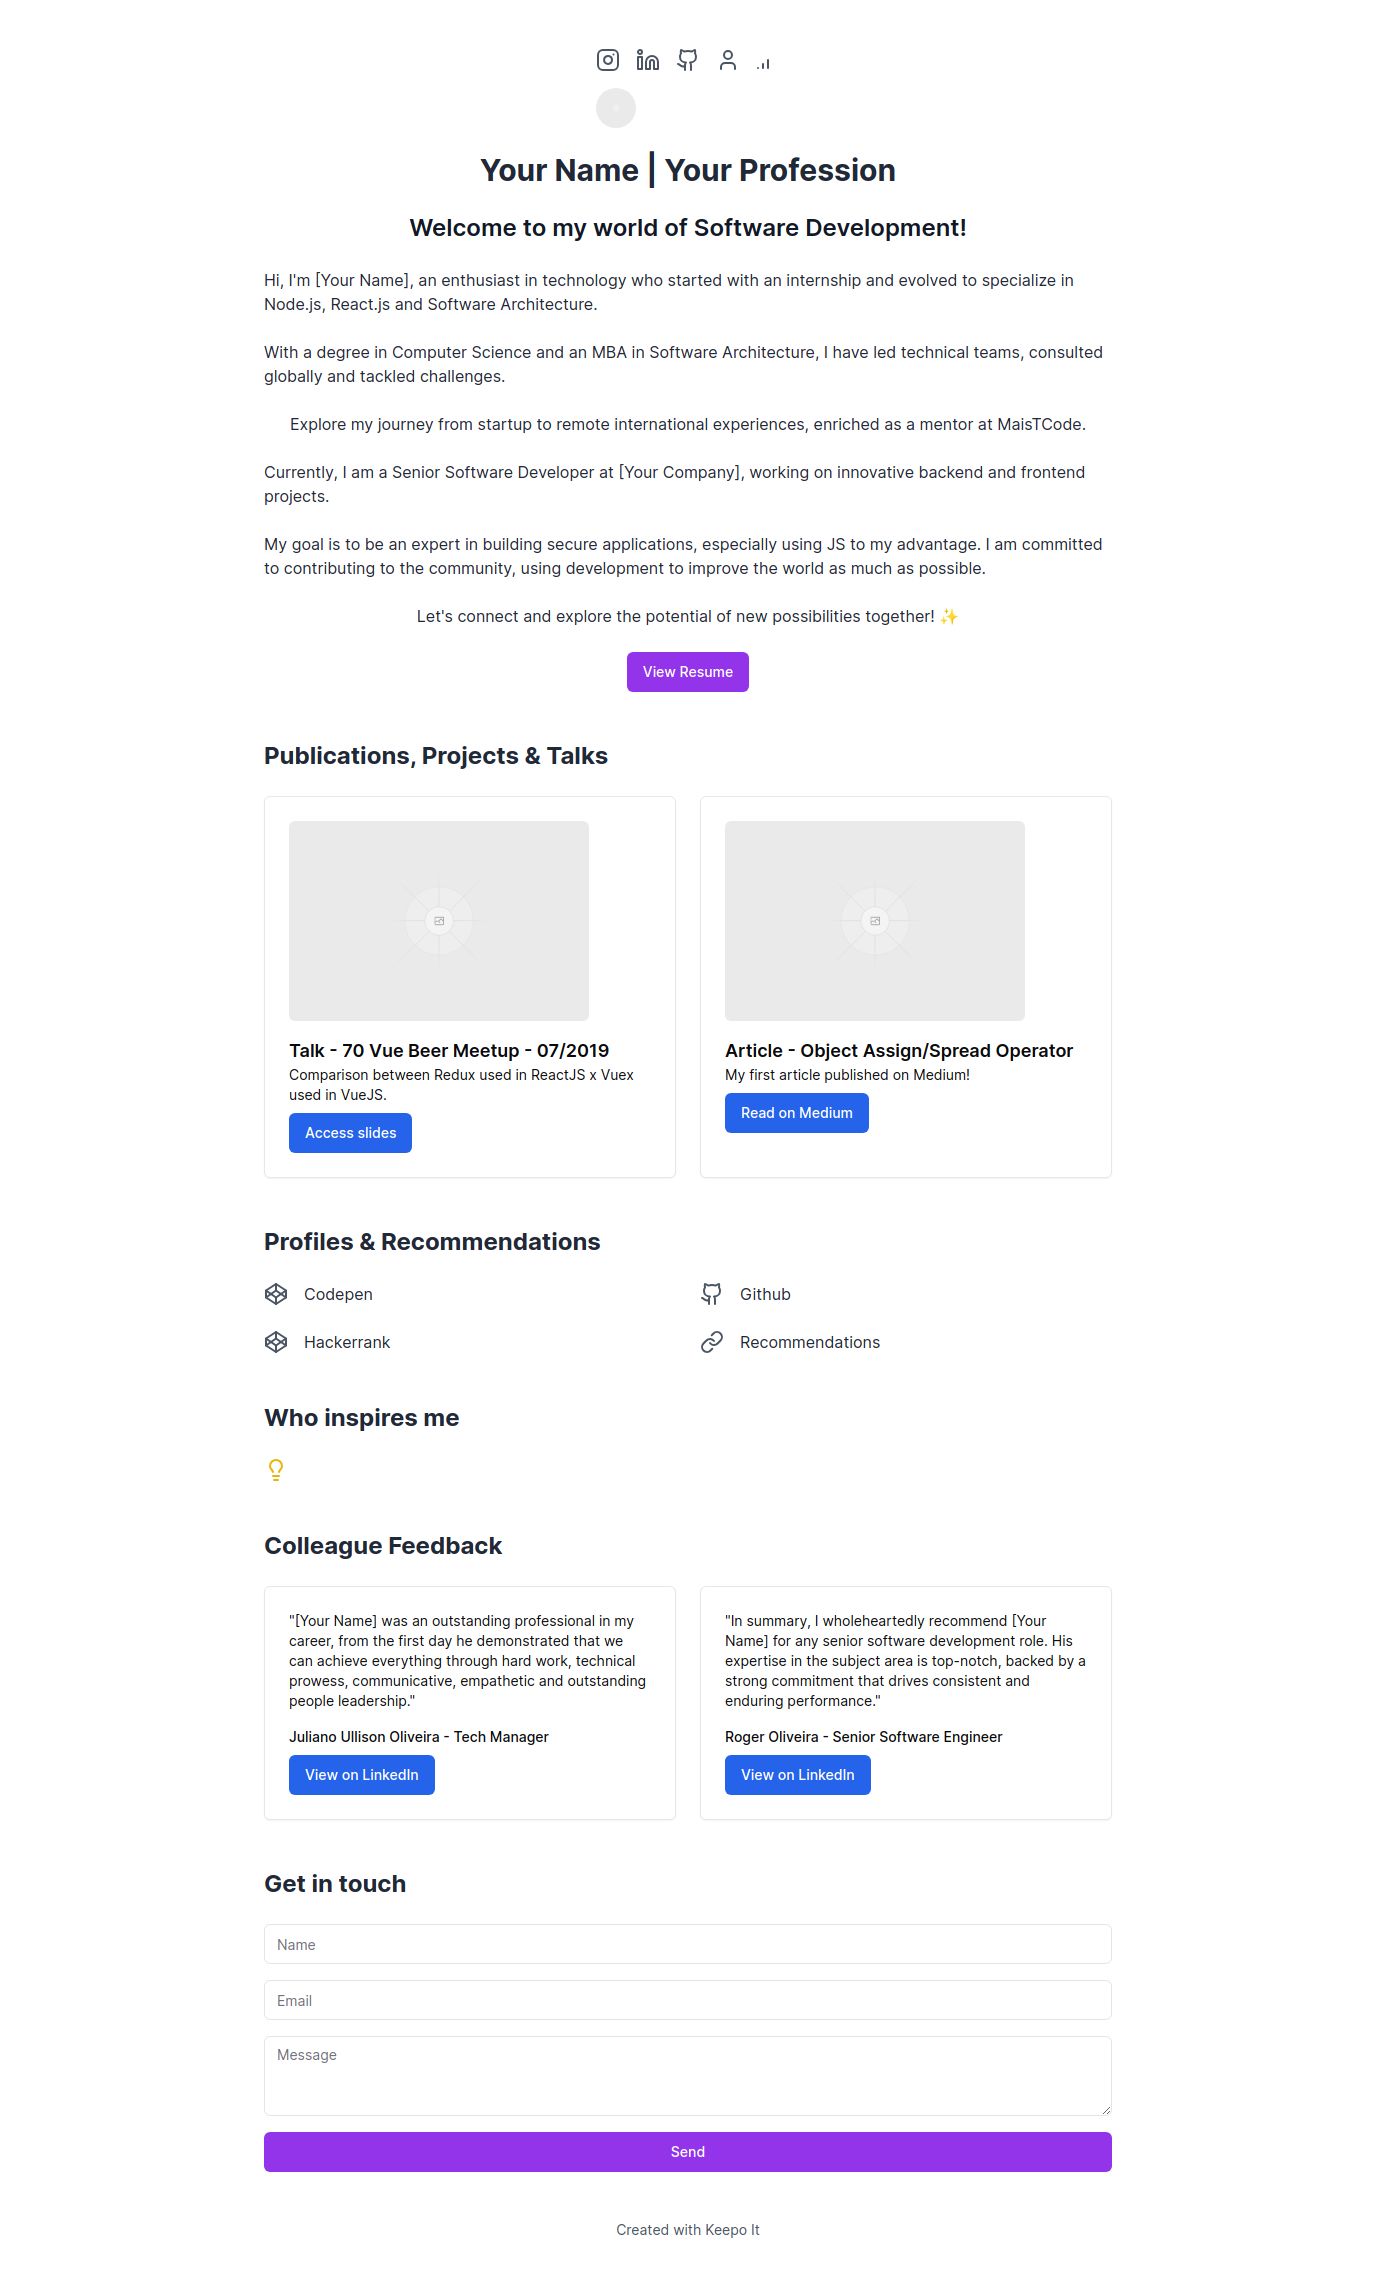 Your Name | Your Profession
Welcome to my world of Software Development!
Hi, I'm [Your Name], an enthusiast in technology who started with an internship and evolved to specialize in
Node.js, React.js and Software Architecture.
With a degree in Computer Science and an MBA in Software Architecture, I have led technical teams, consulted
globally and tackled challenges.
Explore my journey from startup to remote international experiences, enriched as a mentor at MaisTCode.
Currently, I am a Senior Software Developer at [Your Company], working on innovative backend and frontend
projects.
My goal is to be an expert in building secure applications, especially using JS to my advantage. I am committed
to contributing to the community, using development to improve the world as much as possible.
Let's connect and explore the potential of new possibilities together! ✨
View Resume
Publications, Projects & Talks
Talk - 70 Vue Beer Meetup - 07/2019
Comparison between Redux used in ReactJS x Vuex
used in VueJS.
Access slides
Article - Object Assign/Spread Operator
My first article published on Medium!
Read on Medium
Profiles & Recommendations
Codepen
Github
Hackerrank
Recommendations
Who inspires me
Colleague Feedback
"[Your Name] was an outstanding professional in my
career, from the first day he demonstrated that we
can achieve everything through hard work, technical
prowess, communicative, empathetic and outstanding
people leadership."
Juliano Ullison Oliveira - Tech Manager
View on LinkedIn
"In summary, I wholeheartedly recommend [Your
Name] for any senior software development role. His
expertise in the subject area is top-notch, backed by a
strong commitment that drives consistent and
enduring performance."
Roger Oliveira - Senior Software Engineer
View on LinkedIn
Get in touch
Name
Email
Message
Send
Created with Keepo It